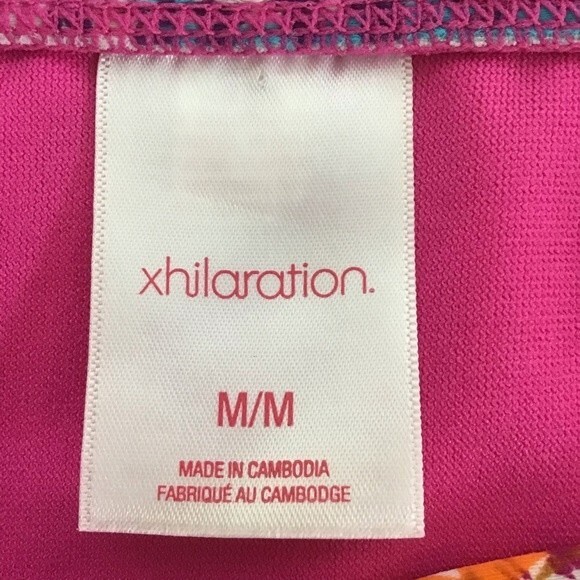 xhilaration.
M/M
MADE IN CAMBODIA
FABRIQUÉ AU CAMBODGE